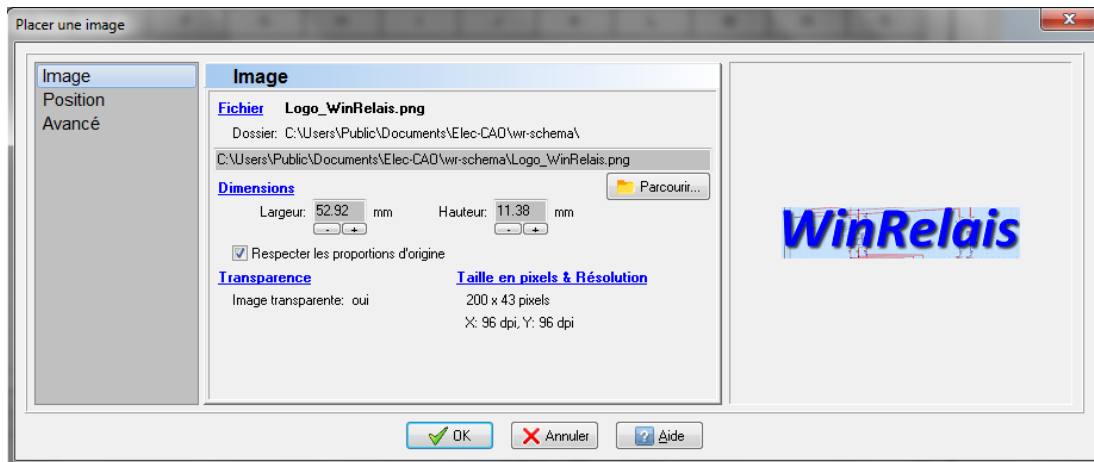 Placer une image
Image
Position
Avancé
Image
Fichier Logo_WinRelais.png
Dossier: C:\Users\Public\Documents\Elec-CAO\wr-schema\
C:\Users\Public\Documents\Elec-CAO\wr-schema\Logo_WinRelais.png
Parcourir...
Dimensions
Largeur: 52.92 mm Hauteur: 11.38 mm
- + - +
Respecter les proportions d'origine
Transparence Taille en pixels & Résolution
Image transparente: oui 200 x 43 pixels
X: 96 dpi, Y: 96 dpi
WinRelais
OK Annuler Aide